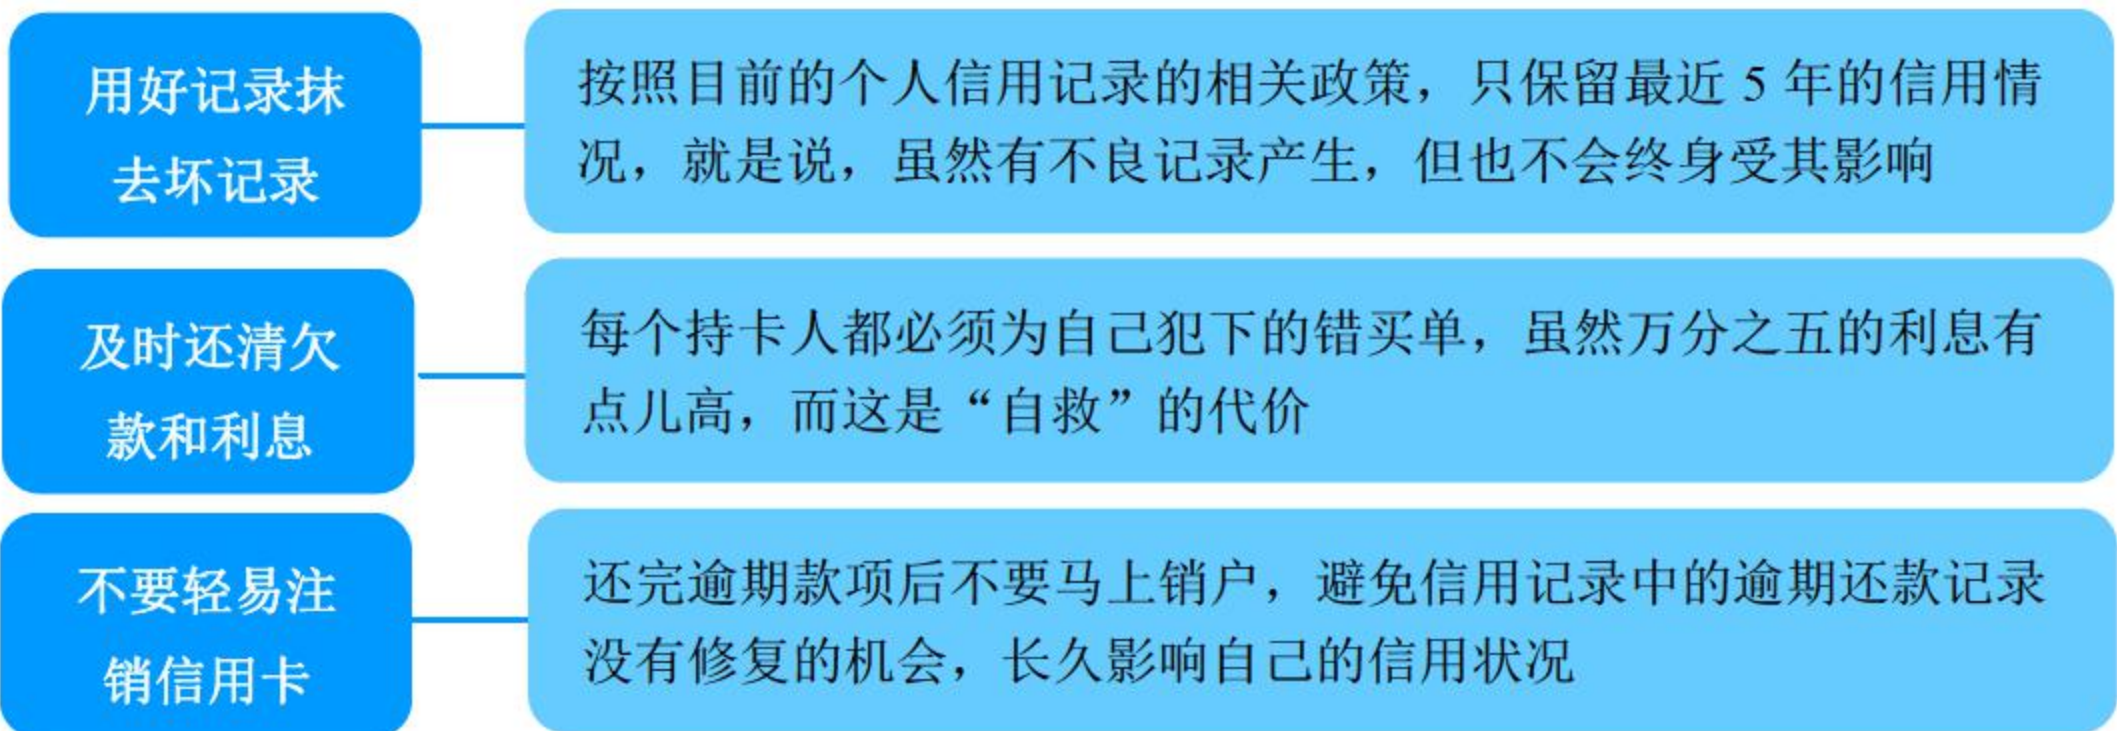 用好记录抹
去坏记录
按照目前的个人信用记录的相关政策，只保留最近 5 年的信用情
况，就是说，虽然有不良记录产生，但也不会终身受其影响
及时还清欠
款和利息
每个持卡人都必须为自己犯下的错买单，虽然万分之五的利息有
点儿高，而这是“自救”的代价
不要轻易注
销信用卡
还完逾期款项后不要马上销户，避免信用记录中的逾期还款记录
没有修复的机会，长久影响自己的信用状况